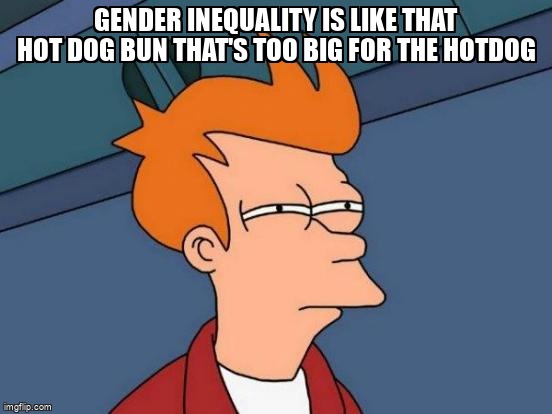 GENDER INEQUALITY IS LIKE THAT
HOT DOG BUN THAT'S TOO BIG FOR THE HOTDOG
imgflip.com